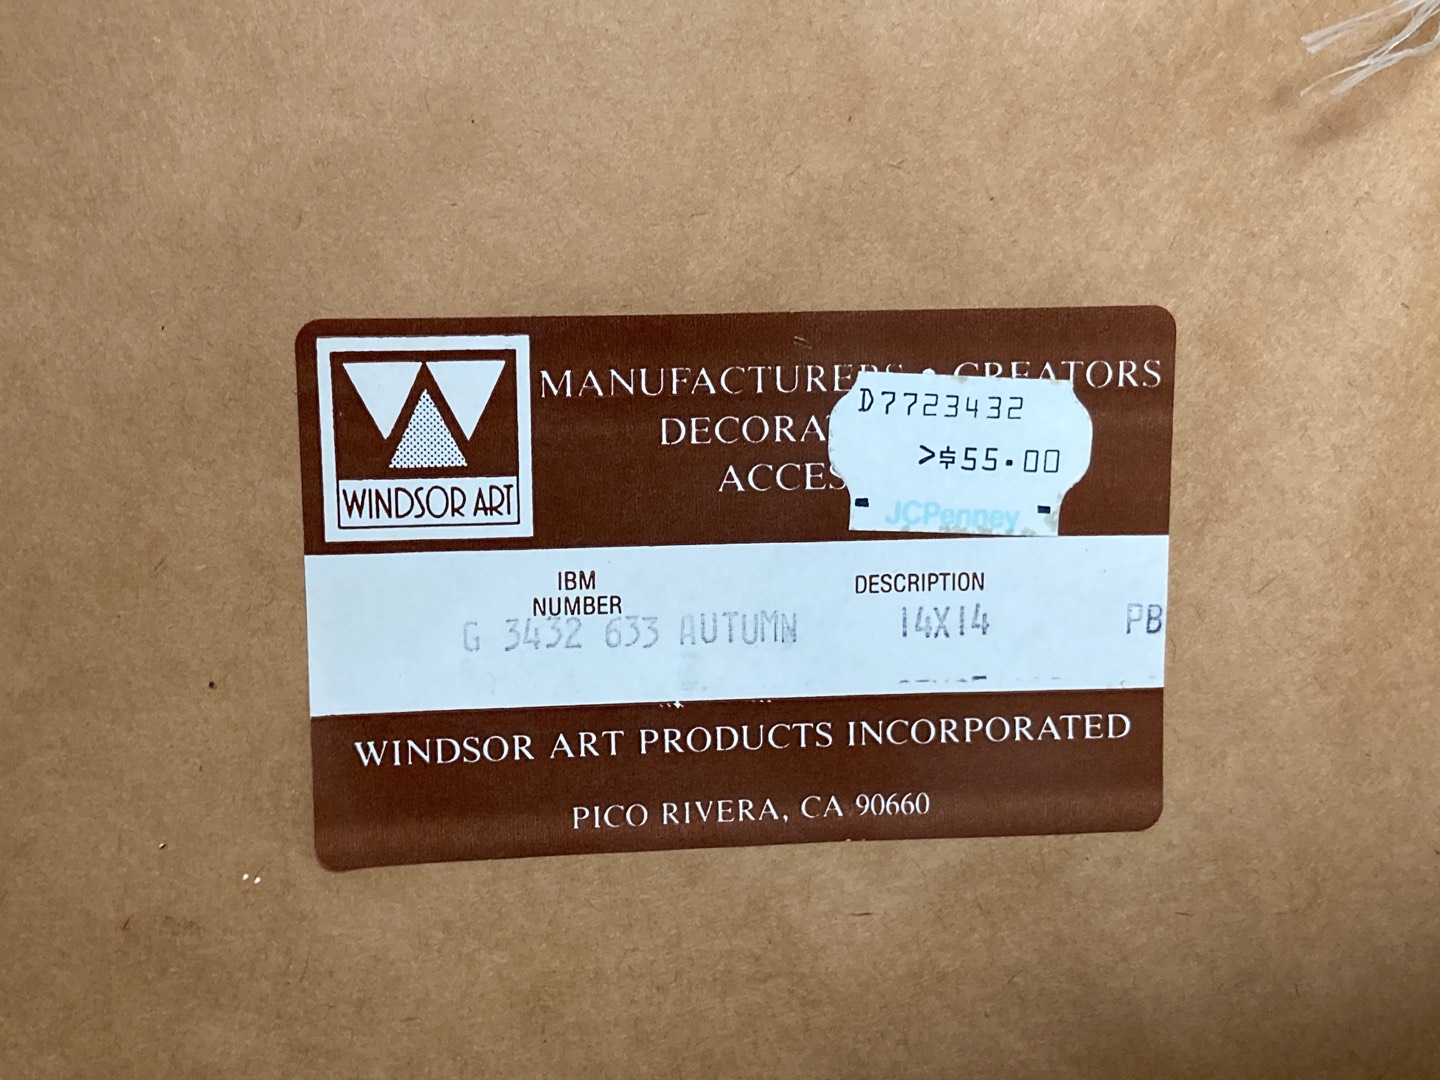 WINDSOR ART
MANUFACTURERS • CREATORS
DECORA
ACCES
D7723432
>$55.00
JCPenney
IBM
NUMBER
DESCRIPTION
G 3432 633 AUTUMN 14X14 PB
WINDSOR ART PRODUCTS INCORPORATED
PICO RIVERA, CA 90660